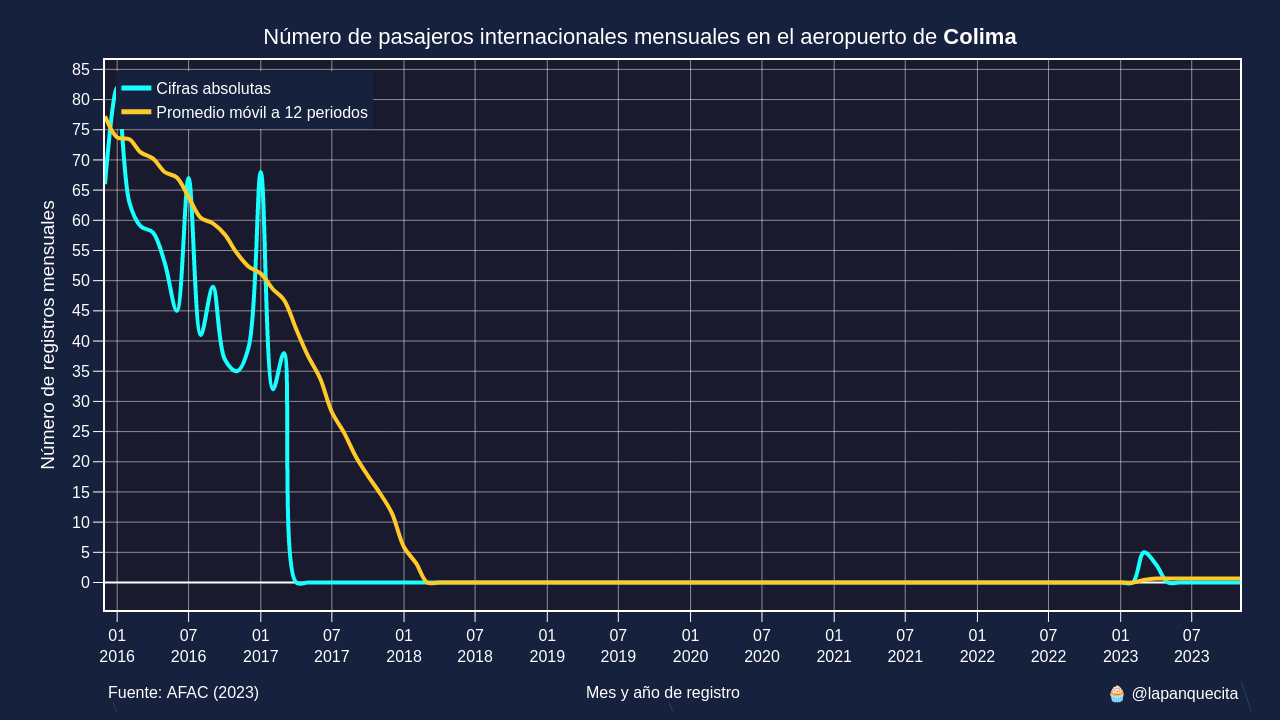 Número de pasajeros internacionales mensuales en el aeropuerto de Colima
Cifras absolutas
Promedio móvil a 12 periodos
Número de registros mensuales
85
80
75
70
65
60
55
50
45
40
35
30
25
20
15
10
5
0
01 07 01 07 01 07 01 07 01 07 01 07 01 07 01 07
2016 2016 2017 2017 2018 2018 2019 2019 2020 2020 2021 2021 2022 2022 2023 2023
Fuente: AFAC (2023) Mes y año de registro 🧁 @lapanquecita